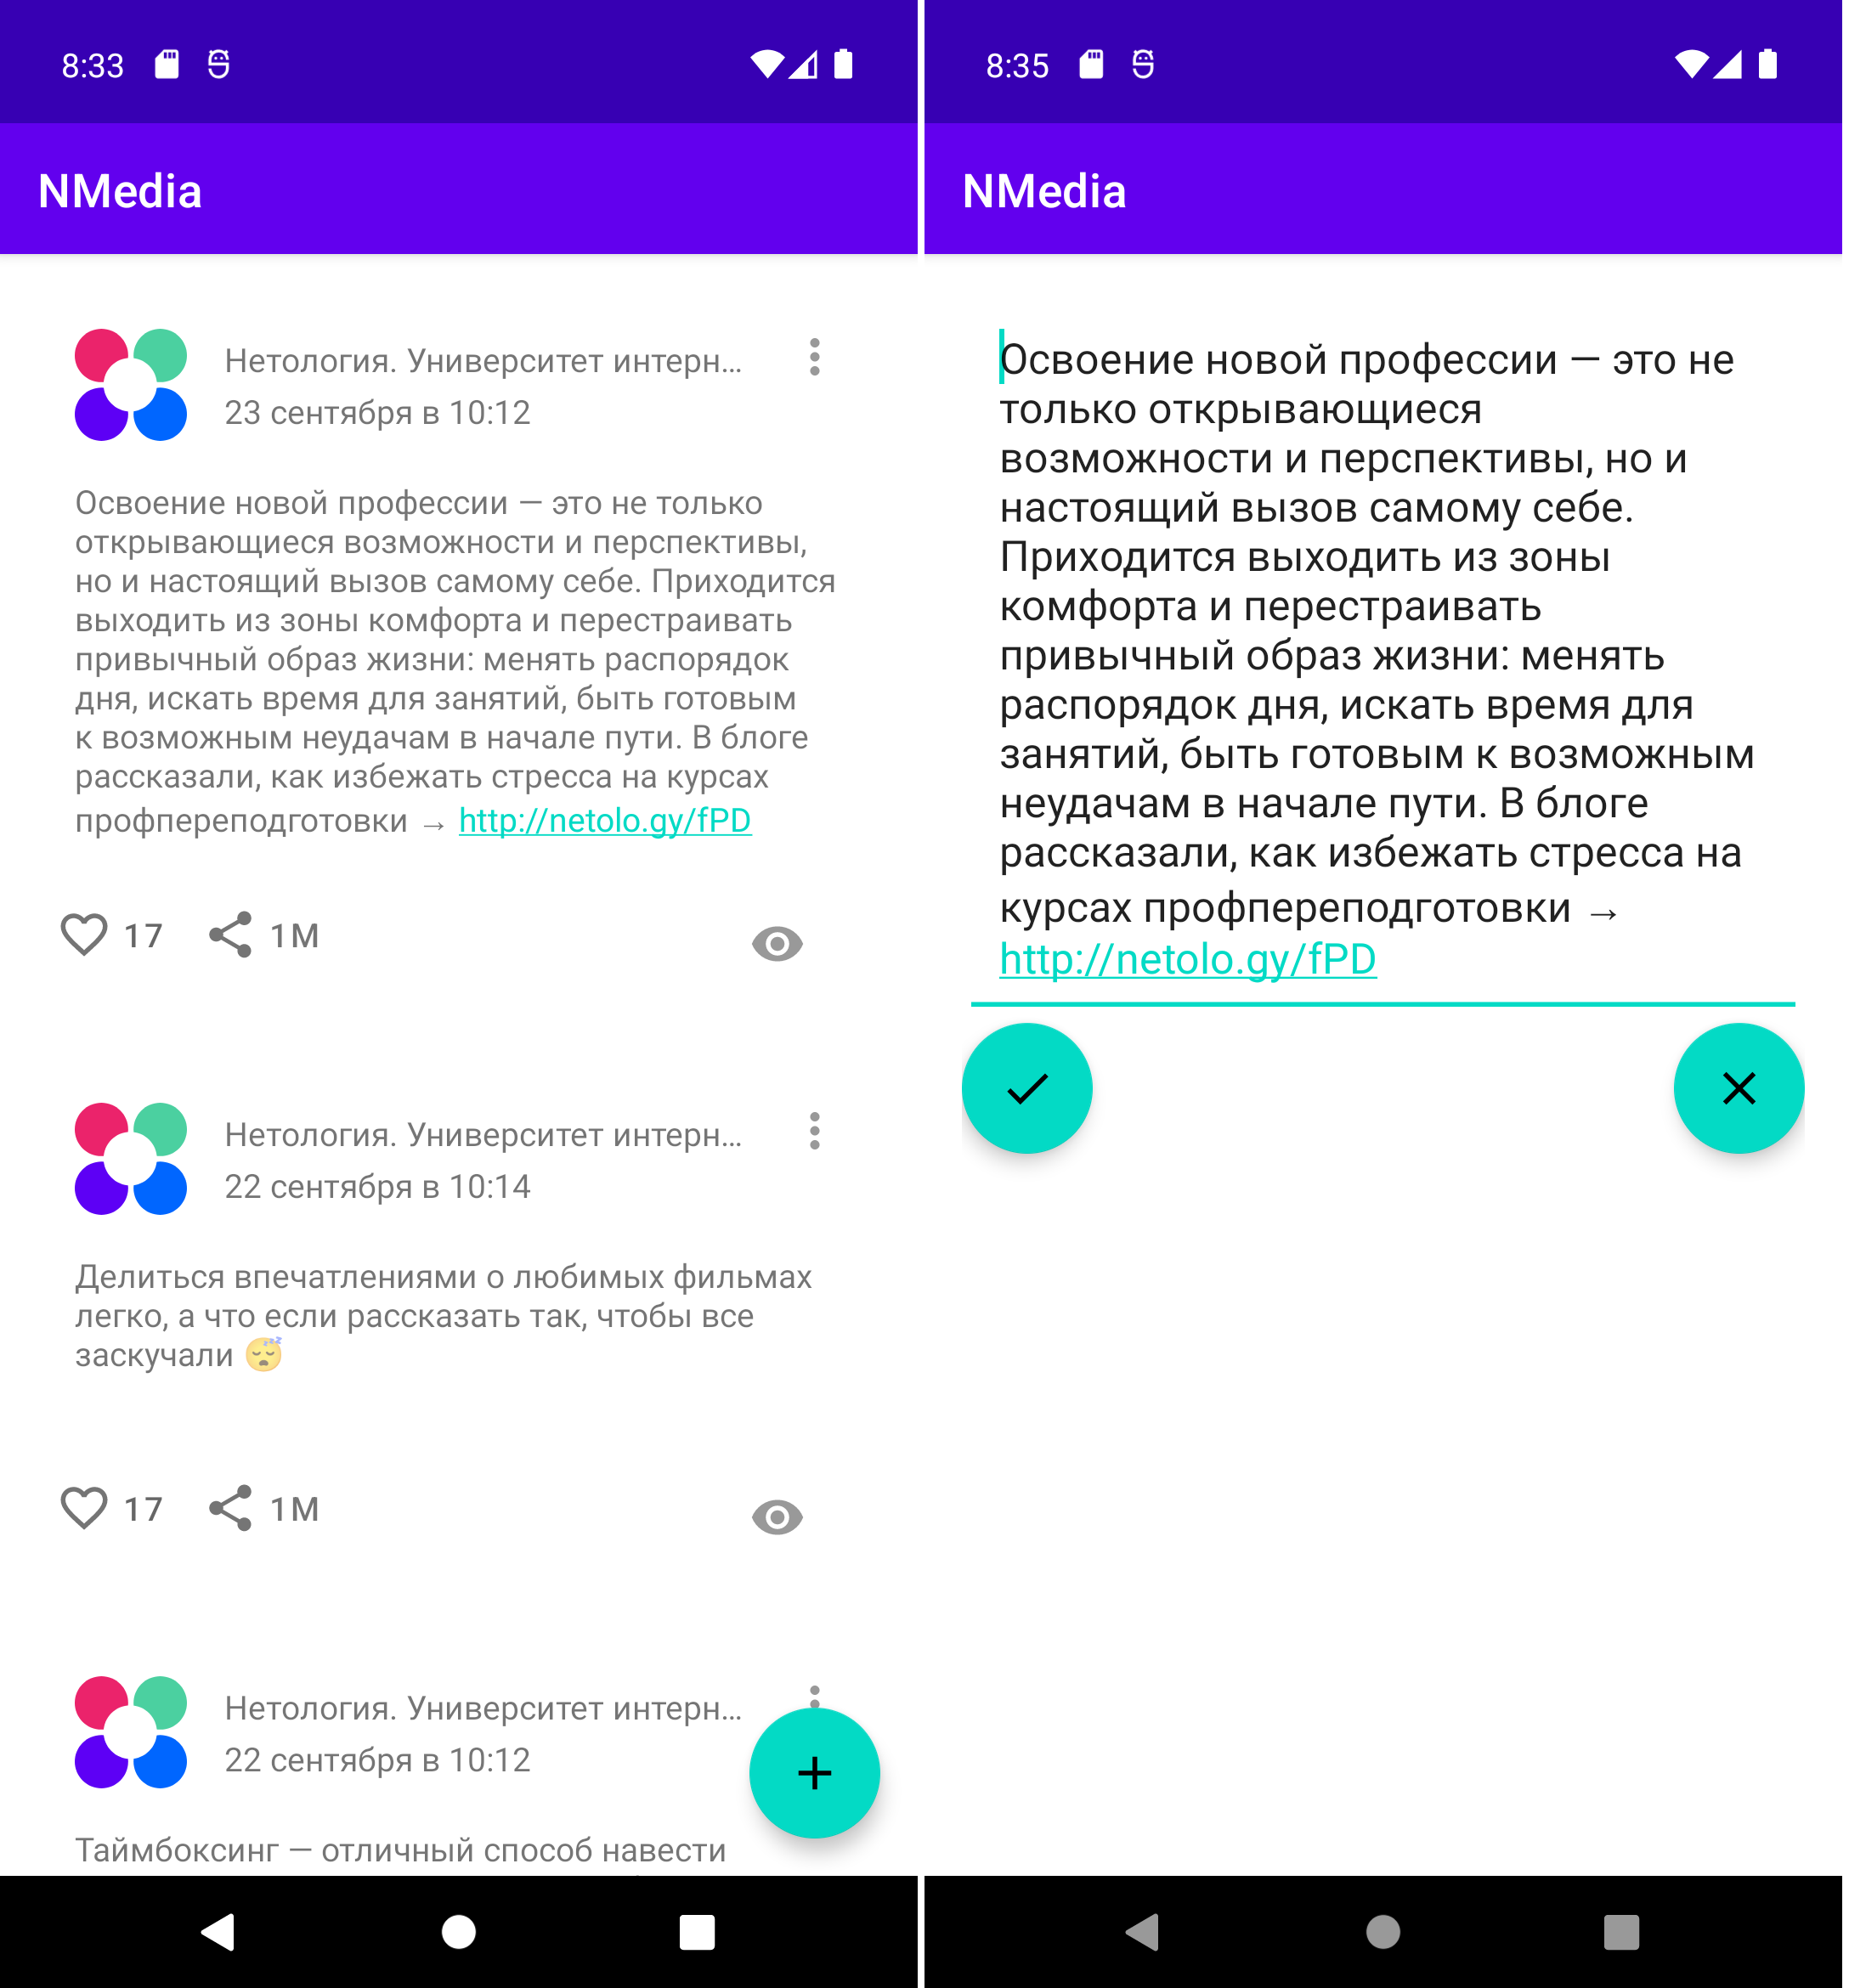 8:33
NMedia
Нетология. Университет интерн...
23 сентября в 10:12
Освоение новой профессии — это не только
открывающиеся возможности и перспективы,
но и настоящий вызов самому себе. Приходится
выходить из зоны комфорта и перестраивать
привычный образ жизни: менять распорядок
дня, искать время для занятий, быть готовым
к возможным неудачам в начале пути. В блоге
рассказали, как избежать стресса на курсах
профпереподготовки → http://netolo.gy/fPD
17 1M
Нетология. Университет интерн...
22 сентября в 10:14
Делиться впечатлениями о любимых фильмах
легко, а что если рассказать так, чтобы все
заскучали 😴
17 1M
Нетология. Университет интерн...
22 сентября в 10:12
Таймбоксинг — отличный способ навести
8:35
NMedia
Освоение новой профессии — это не
только открывающиеся
возможности и перспективы, но и
настоящий вызов самому себе.
Приходится выходить из зоны
комфорта и перестраивать
привычный образ жизни: менять
распорядок дня, искать время для
занятий, быть готовым к возможным
неудачам в начале пути. В блоге
рассказали, как избежать стресса на
курсах профпереподготовки →
http://netolo.gy/fPD